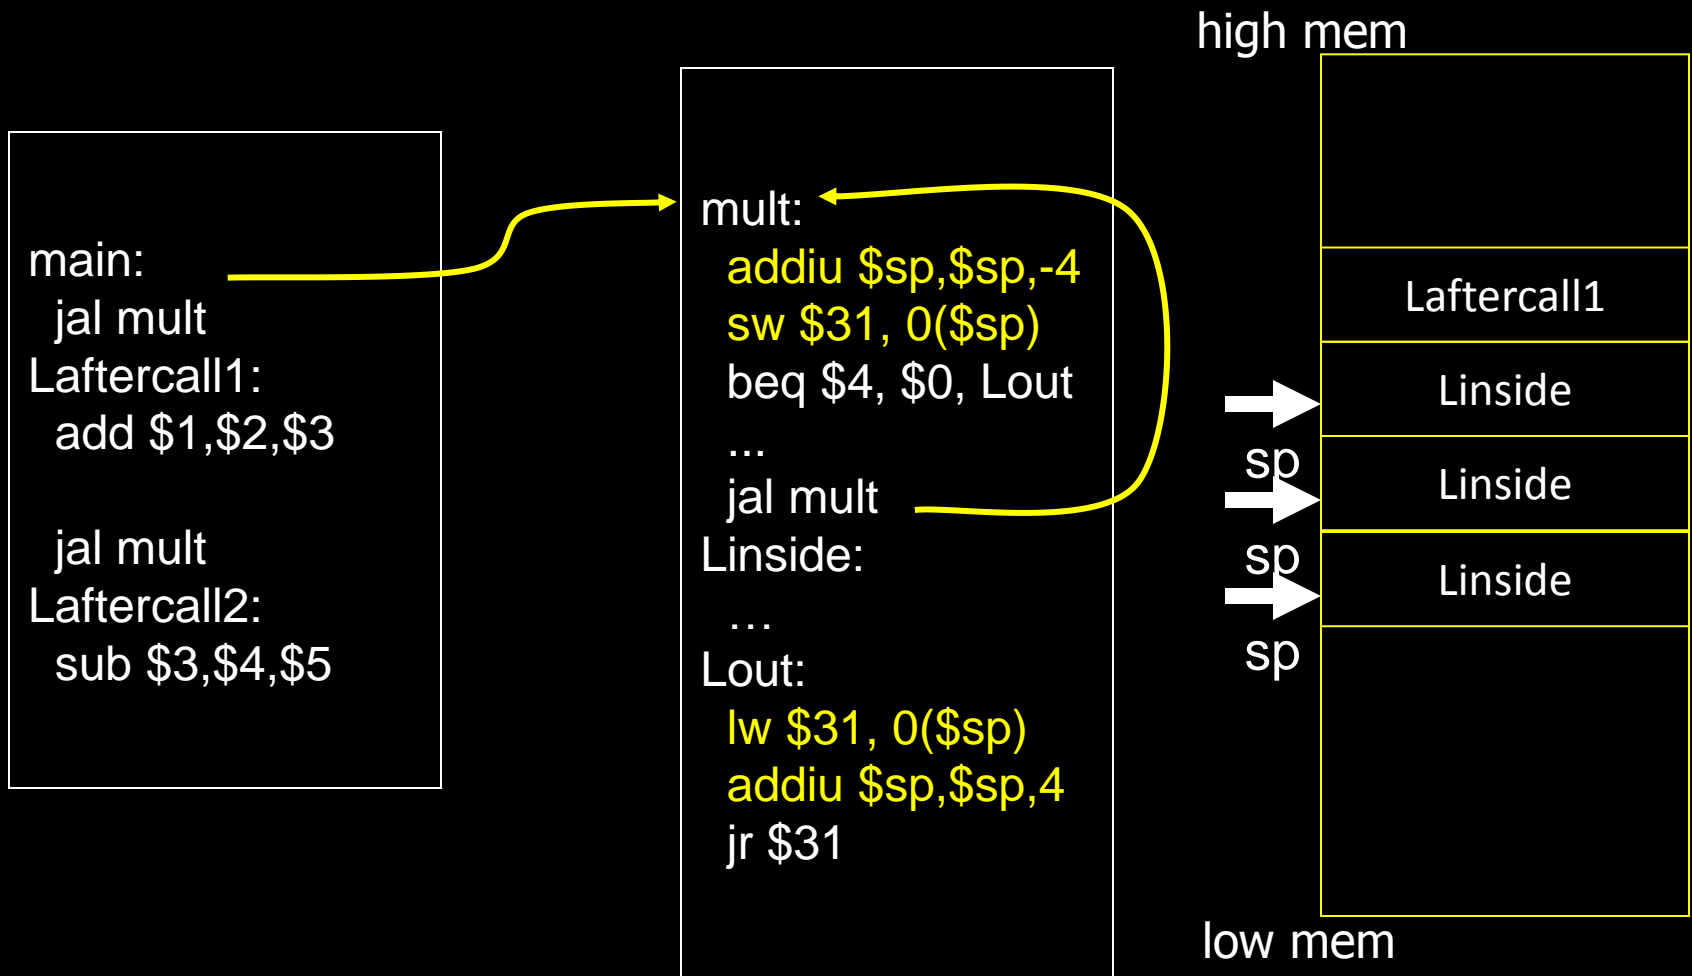 main:
jal mult
Laftercall1:
add $1,$2,$3
jal mult
Laftercall2:
sub $3,$4,$5
mult:
addiu $sp,$sp,-4
sw $31, 0($sp)
beq $4, $0, Lout
...
jal mult
Linside:
…
Lout:
lw $31, 0($sp)
addiu $sp,$sp,4
jr $31
high mem
Laftercall1
Linside
sp
Linside
sp
Linside
sp
low mem